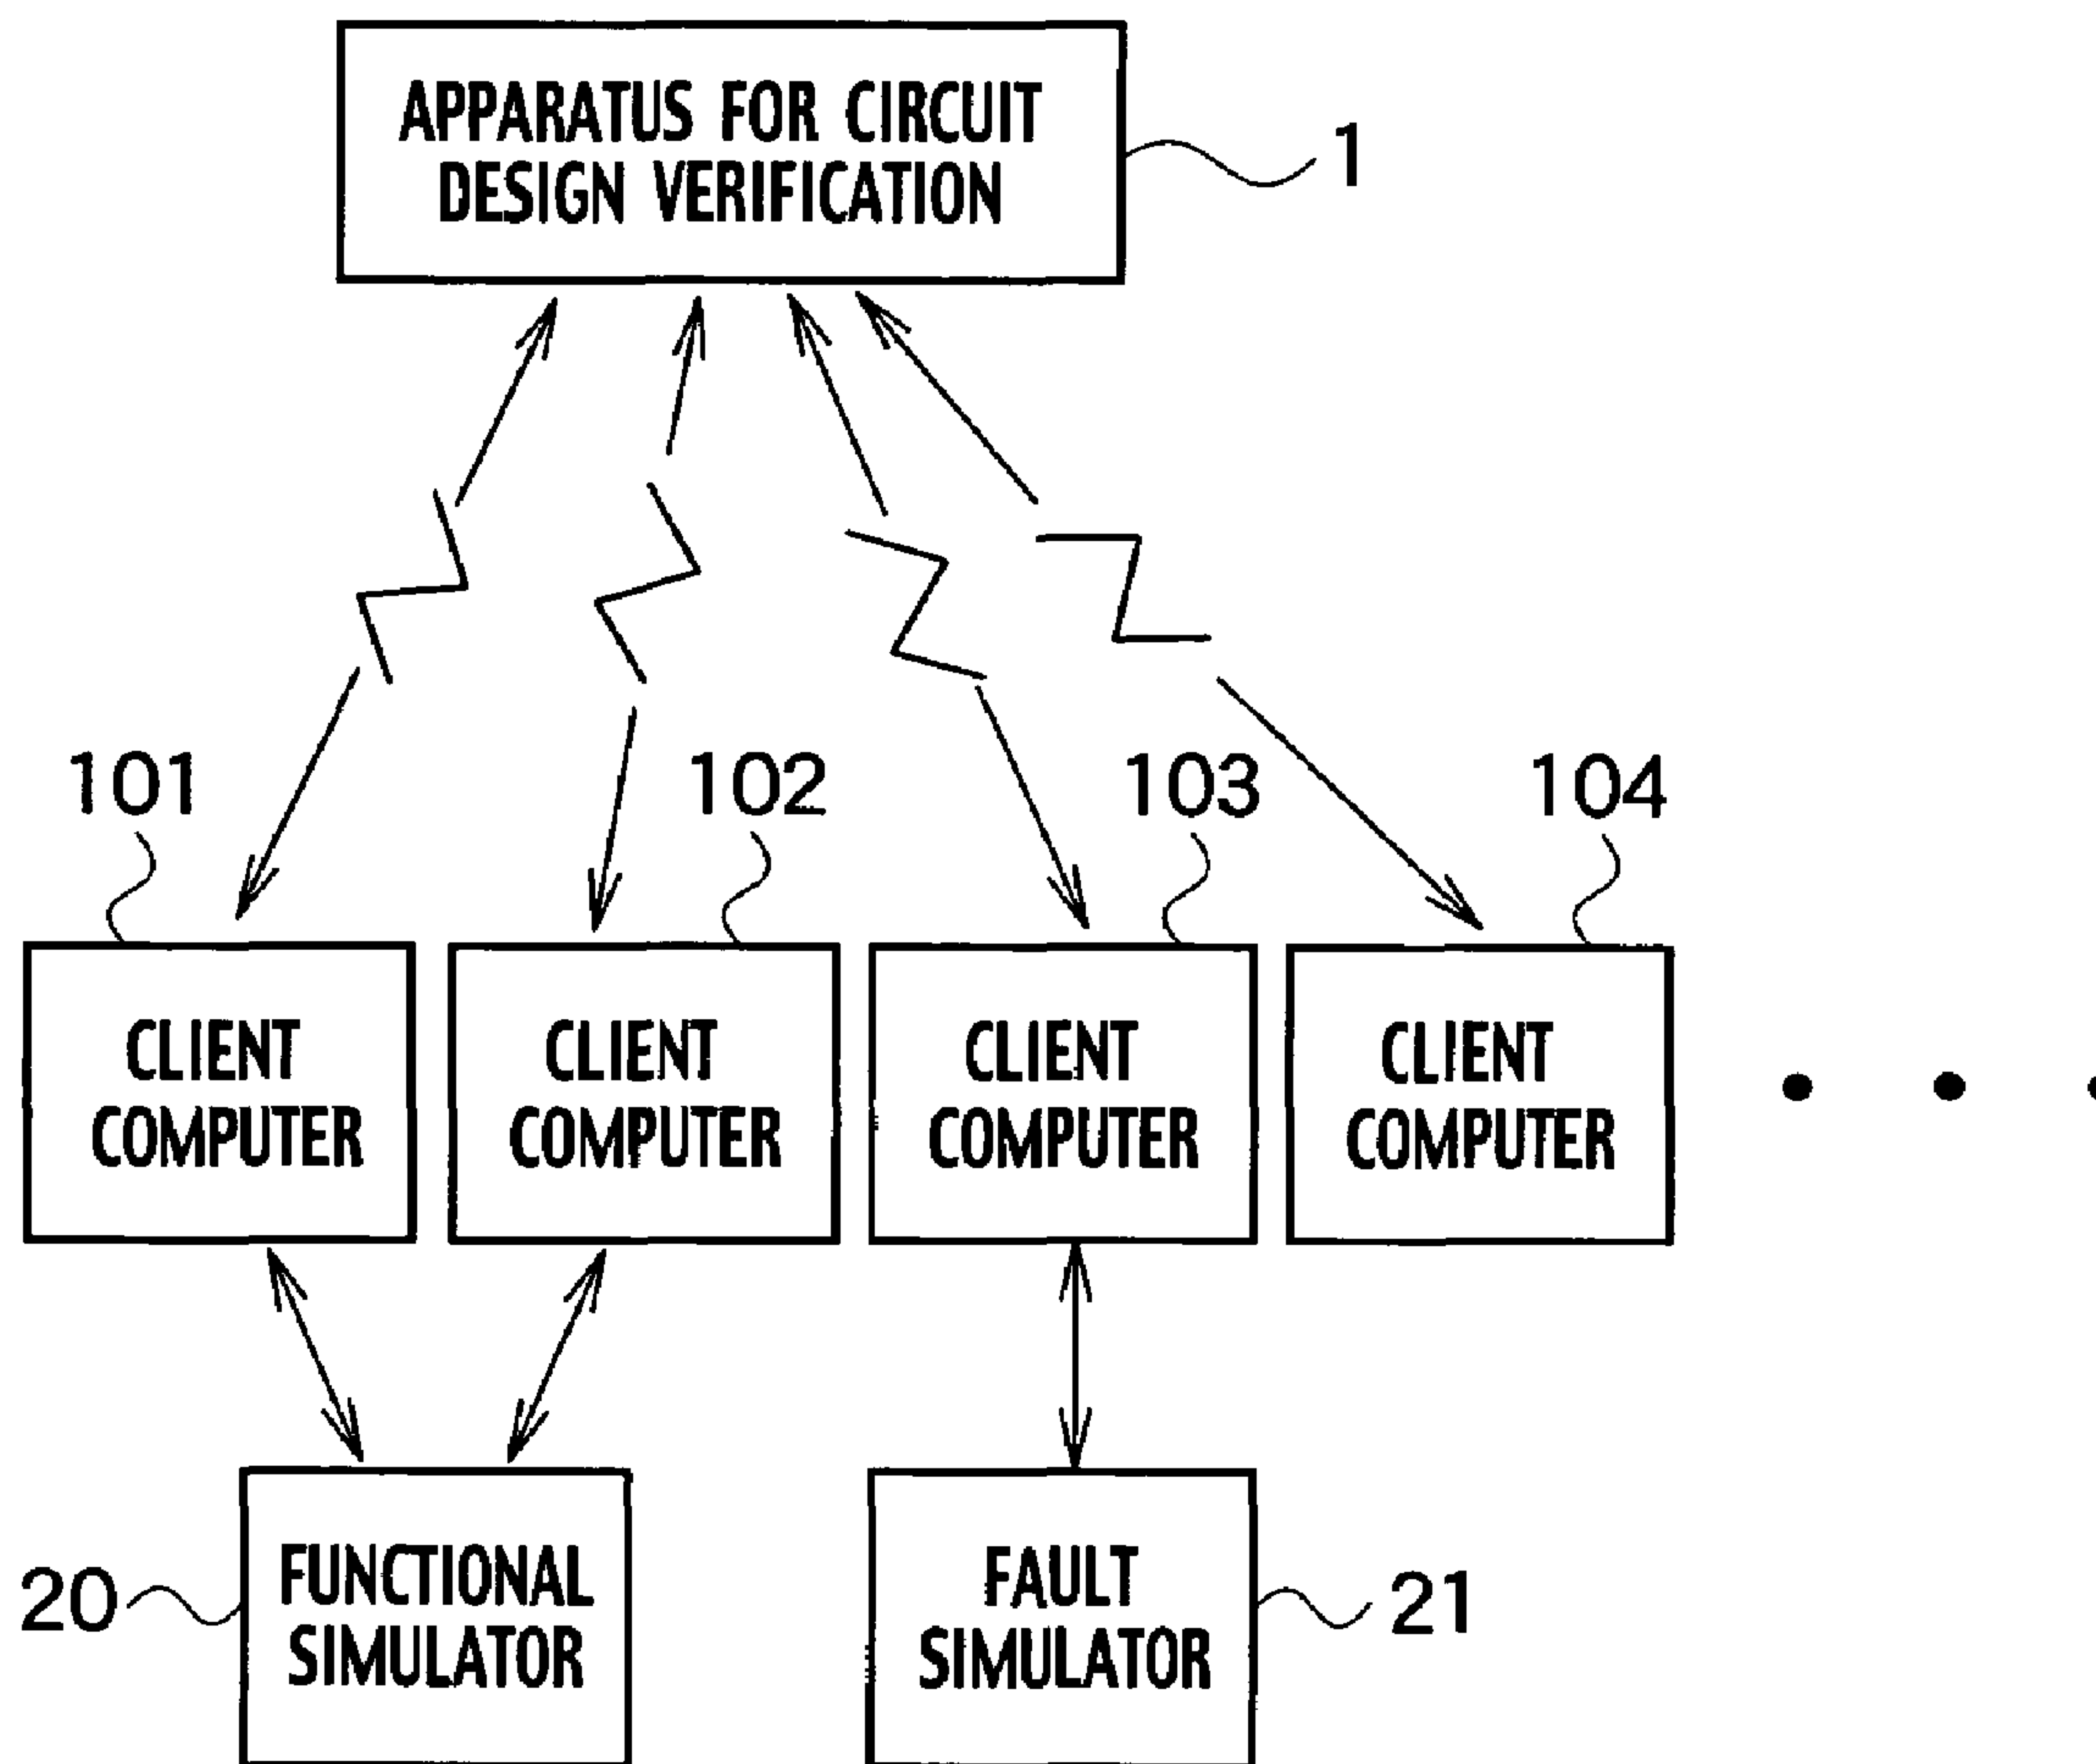 APPARATUS FOR CIRCUIT
DESIGN VERIFICATION
1
101
102
103
104
CLIENT
COMPUTER
CLIENT
COMPUTER
CLIENT
COMPUTER
CLIENT
COMPUTER
20
FUNCTIONAL
SIMULATOR
FAULT
SIMULATOR
21